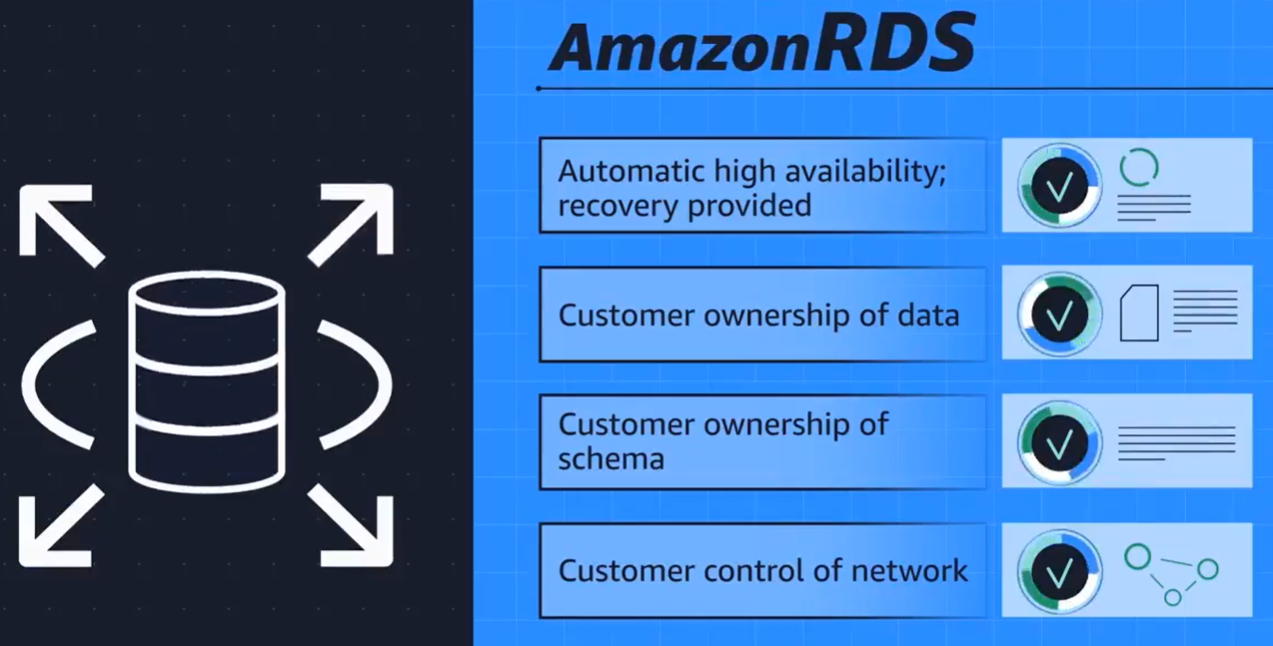 AmazonRDS
Automatic high availability;
recovery provided
Customer ownership of data
Customer ownership of
schema
Customer control of network